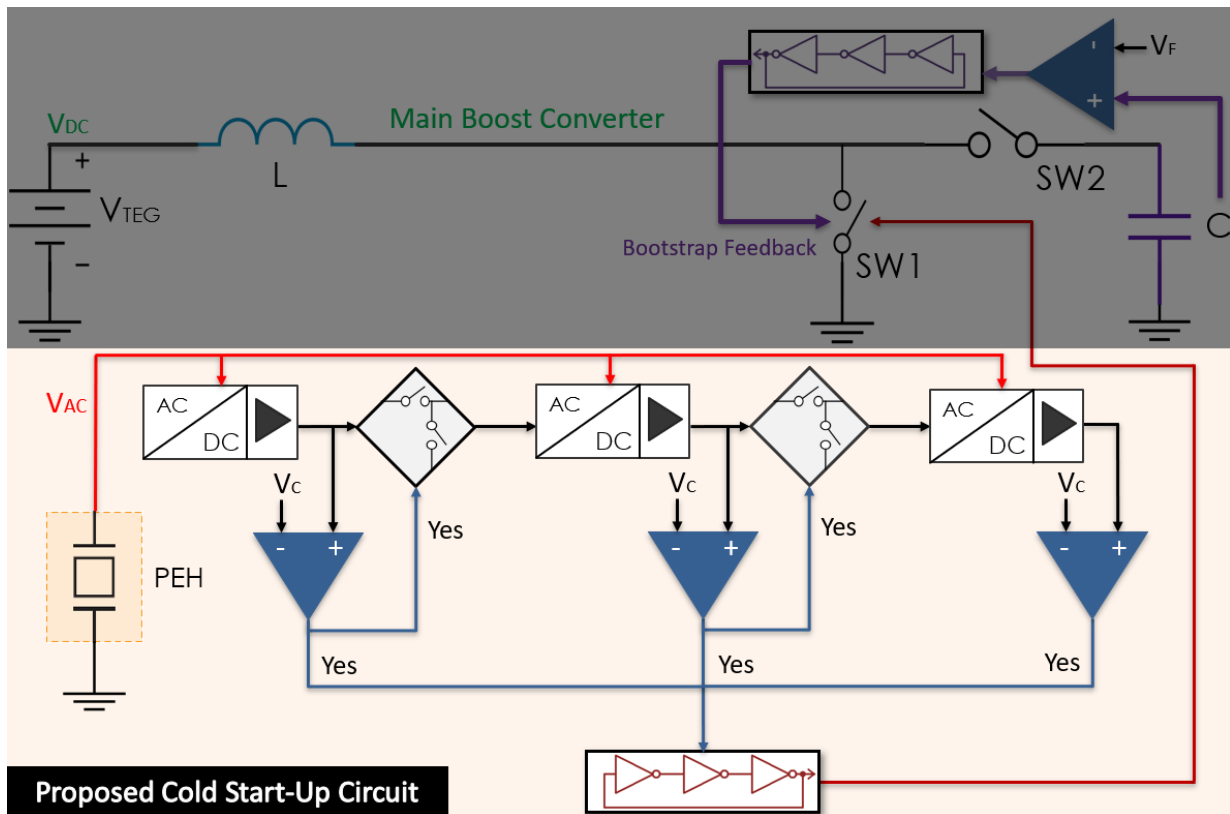 VF
-
+
VDC
Main Boost Converter
+
L
SW2
VTEG
C
Bootstrap Feedback
SW1
-
VAC
AC
DC
AC
DC
AC
DC
VC
VC
VC
Yes
Yes
- +
- +
- +
PEH
Yes
Yes
Yes
Proposed Cold Start-Up Circuit